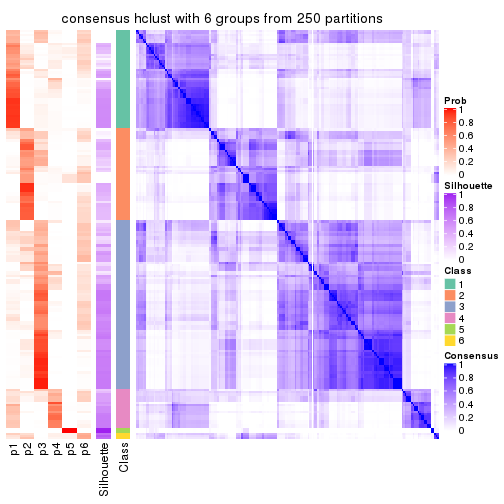 consensus hclust with 6 groups from 250 partitions
Prob
1
0.8
0.6
0.4
0.2
0
Silhouette
1
0.8
0.6
0.4
0.2
0
Class
1
2
3
4
5
6
Consensus
1
0.8
0.6
0.4
0.2
0
p1
p2
p3
p4
p5
p6
Silhouette
Class